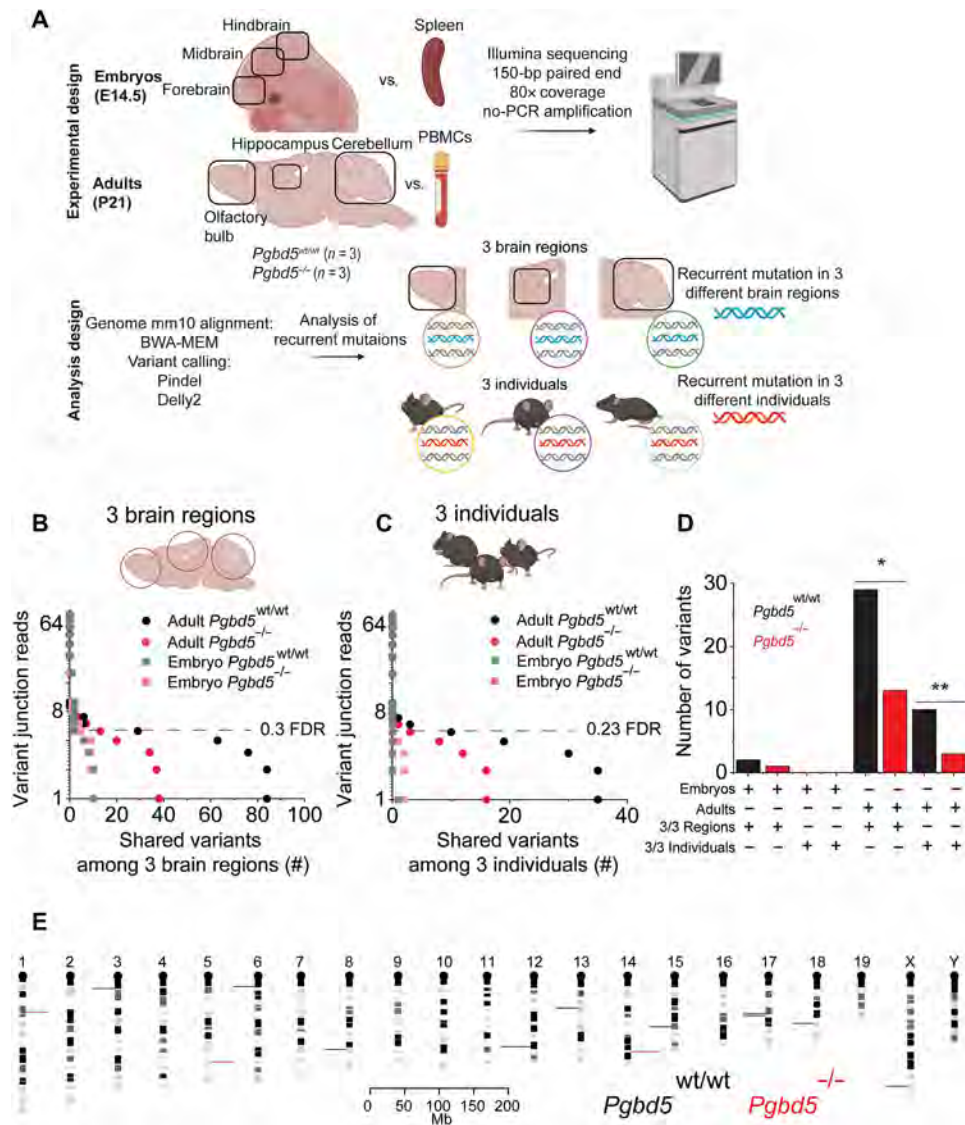 A
Experimental design
Embryos
(E14.5)
Hindbrain
Midbrain
Forebrain
vs.
Spleen
Illumina sequencing
150-bp paired end
80× coverage
no-PCR amplification
Adults
(P21)
Hippocampus Cerebellum
Olfactory
bulb
vs.
PBMCs
Pgbd5wt/wt (n = 3)
Pgbd5−/− (n = 3)
Analysis design
Genome mm10 alignment:
BWA-MEM
Variant calling:
Pindel
Delly2
Analysis of
recurrent mutaions
3 brain regions
Recurrent mutation in 3
different brain regions
3 individuals
Recurrent mutation in 3
different individuals
B
3 brain regions
Adult Pgbd5wt/wt
Adult Pgbd5−/−
Embryo Pgbd5wt/wt
Embryo Pgbd5−/−
Variant junction reads
64
8
1
0.3 FDR
0 20 40 60 80 100
Shared variants
among 3 brain regions (#)
C
3 individuals
Adult Pgbd5wt/wt
Adult Pgbd5−/−
Embryo Pgbd5wt/wt
Embryo Pgbd5−/−
Variant junction reads
64
8
1
0.23 FDR
0 20 40
Shared variants
among 3 individuals (#)
D
Number of variants
30
20
10
0
Pgbd5wt/wt
Pgbd5−/−
*
**
Embryos + + + + – – – –
Adults – – – – + + + +
3/3 Regions + + – – + + – –
3/3 Individuals – – + + – – + +
E
1 2 3 4 5 6 7 8 9 10 11 12 13 14 15 16 17 18 19 X Y
0 50 100 150 200
Mb
Pgbd5wt/wt
Pgbd5−/−